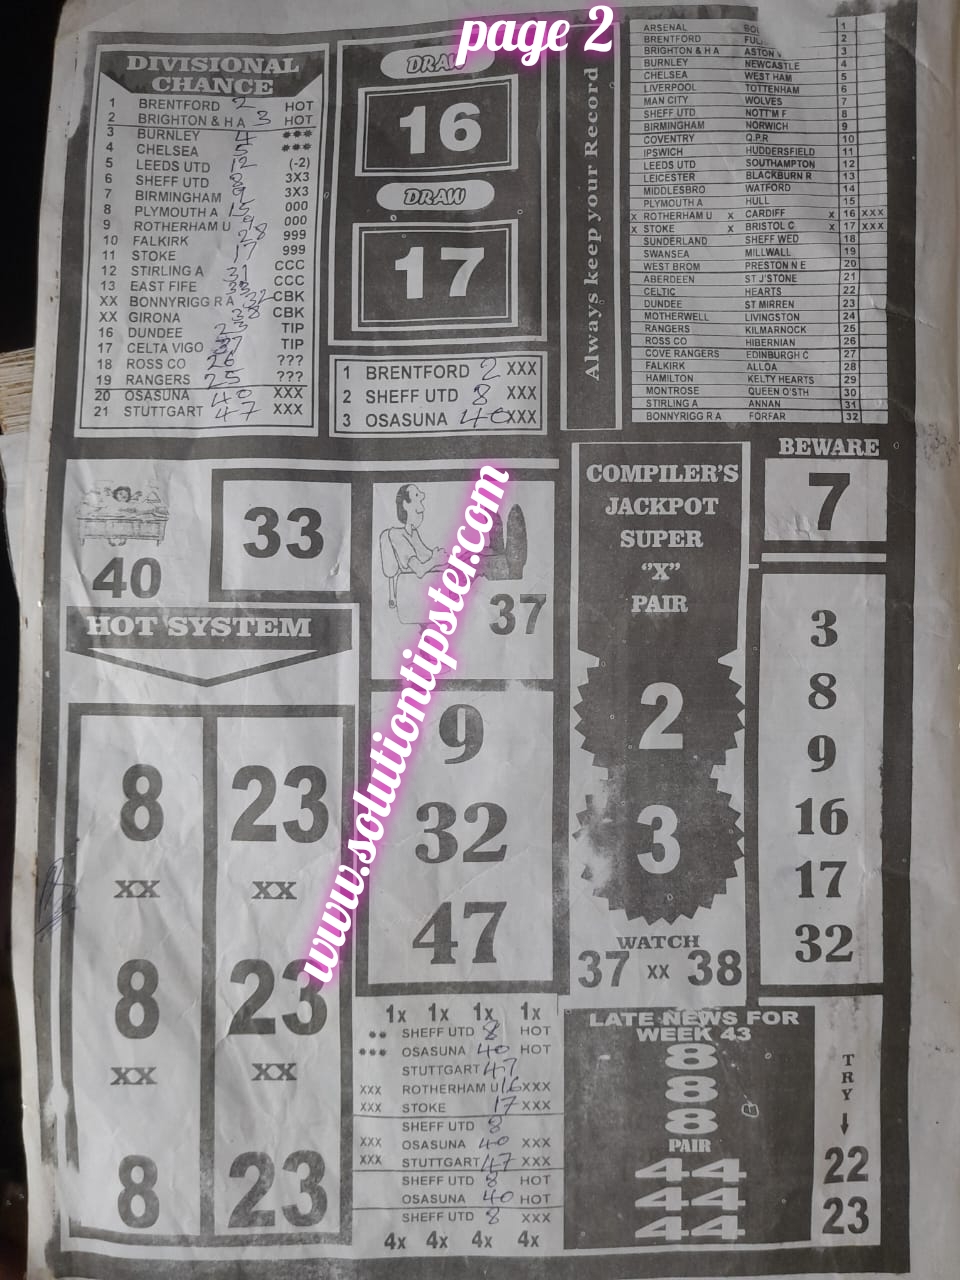 page 2
DIVISIONAL
CHANCE
1 BRENTFORD 2 HOT
2 BRIGHTON & H A 3 HOT
3 BURNLEY 4 ***
4 CHELSEA 5 ***
5 LEEDS UTD 12 (-2)
6 SHEFF UTD 8 3X3
7 BIRMINGHAM 9 3X3
8 PLYMOUTH A 15 000
9 ROTHERHAM U 000
10 FALKIRK 28 999
11 STOKE 17 999
12 STIRLING A 31 CCC
13 EAST FIFE 33 CCC
XX BONNYRIGG R A 32 CBK
XX GIRONA 38 CBK
16 DUNDEE 23 TIP
17 CELTA VIGO 37 TIP
18 ROSS CO 26 ???
19 RANGERS 25 ???
20 OSASUNA 40 XXX
21 STUTTGART 47 XXX
DRAW
16
DRAW
17
1 BRENTFORD 2 XXX
2 SHEFF UTD 8 XXX
3 OSASUNA 40 XXX
Always keep your Record
ARSENAL 1
BRENTFORD 2
BRIGHTON & H A ASTON V 3
BURNLEY NEWCASTLE 4
CHELSEA WEST HAM 5
LIVERPOOL TOTTENHAM 6
MAN CITY WOLVES 7
SHEFF UTD NOTT'M F 8
BIRMINGHAM NORWICH 9
COVENTRY Q.P.R 10
IPSWICH HUDDERSFIELD 11
LEEDS UTD SOUTHAMPTON 12
LEICESTER BLACKBURN R 13
MIDDLESBRO WATFORD 14
PLYMOUTH A HULL 15
X ROTHERHAM U X CARDIFF X 16 XXX
X STOKE X BRISTOL C X 17 XXX
SUNDERLAND SHEFF WED 18
SWANSEA MILLWALL 19
WEST BROM PRESTON N E 20
ABERDEEN ST J'STONE 21
CELTIC HEARTS 22
DUNDEE ST MIRREN 23
MOTHERWELL LIVINGSTON 24
RANGERS KILMARNOCK 25
ROSS CO HIBERNIAN 26
COVE RANGERS EDINBURGH C 27
FALKIRK ALLOA 28
HAMILTON KELTY HEARTS 29
MONTROSE QUEEN O'STH 30
STIRLING A ANNAN 31
BONNYRIGG R A FORFAR 32
40
33
HOT SYSTEM
8 23
XX XX
8 23
XX XX
8 23
37
9
32
47
www.solutiontipster.com
1x 1x 1x 1x
** SHEFF UTD 8 HOT
*** OSASUNA 40 HOT
STUTTGART 47
XXX ROTHERHAM U 16 XXX
XXX STOKE 17 XXX
SHEFF UTD 8
XXX OSASUNA 40 XXX
XXX STUTTGART 47 XXX
SHEFF UTD 8 HOT
OSASUNA 40 HOT
SHEFF UTD 8 XXX
4x 4x 4x 4x
COMPILER'S
JACKPOT
SUPER
"X"
PAIR
2
3
WATCH
37 XX 38
BEWARE
7
3
8
9
16
17
32
LATE NEWS FOR
WEEK 43
8
8
8
PAIR
44
44
44
TRY
22
23